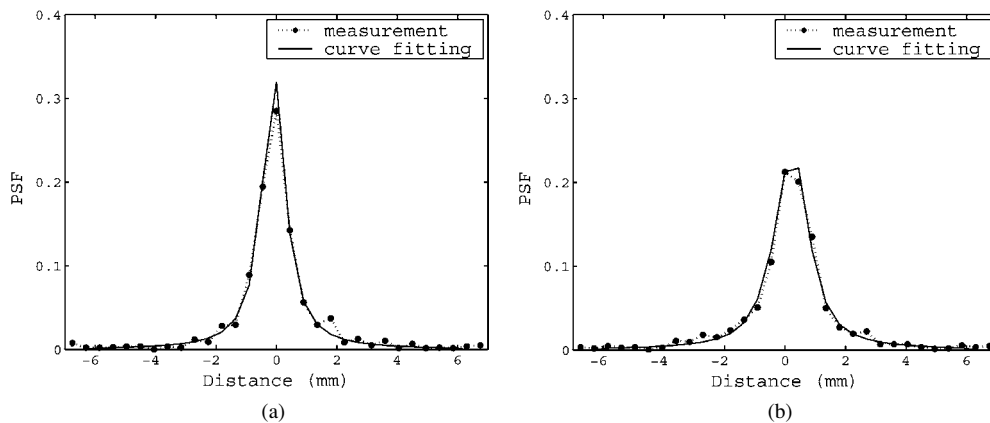 measurement
curve fitting
0.4
0.3
0.2
0.1
0
PSF
-6
-4
-2
0
2
4
6
Distance (mm)
(a)
measurement
curve fitting
0.4
0.3
0.2
0.1
0
PSF
-6
-4
-2
0
2
4
6
Distance (mm)
(b)